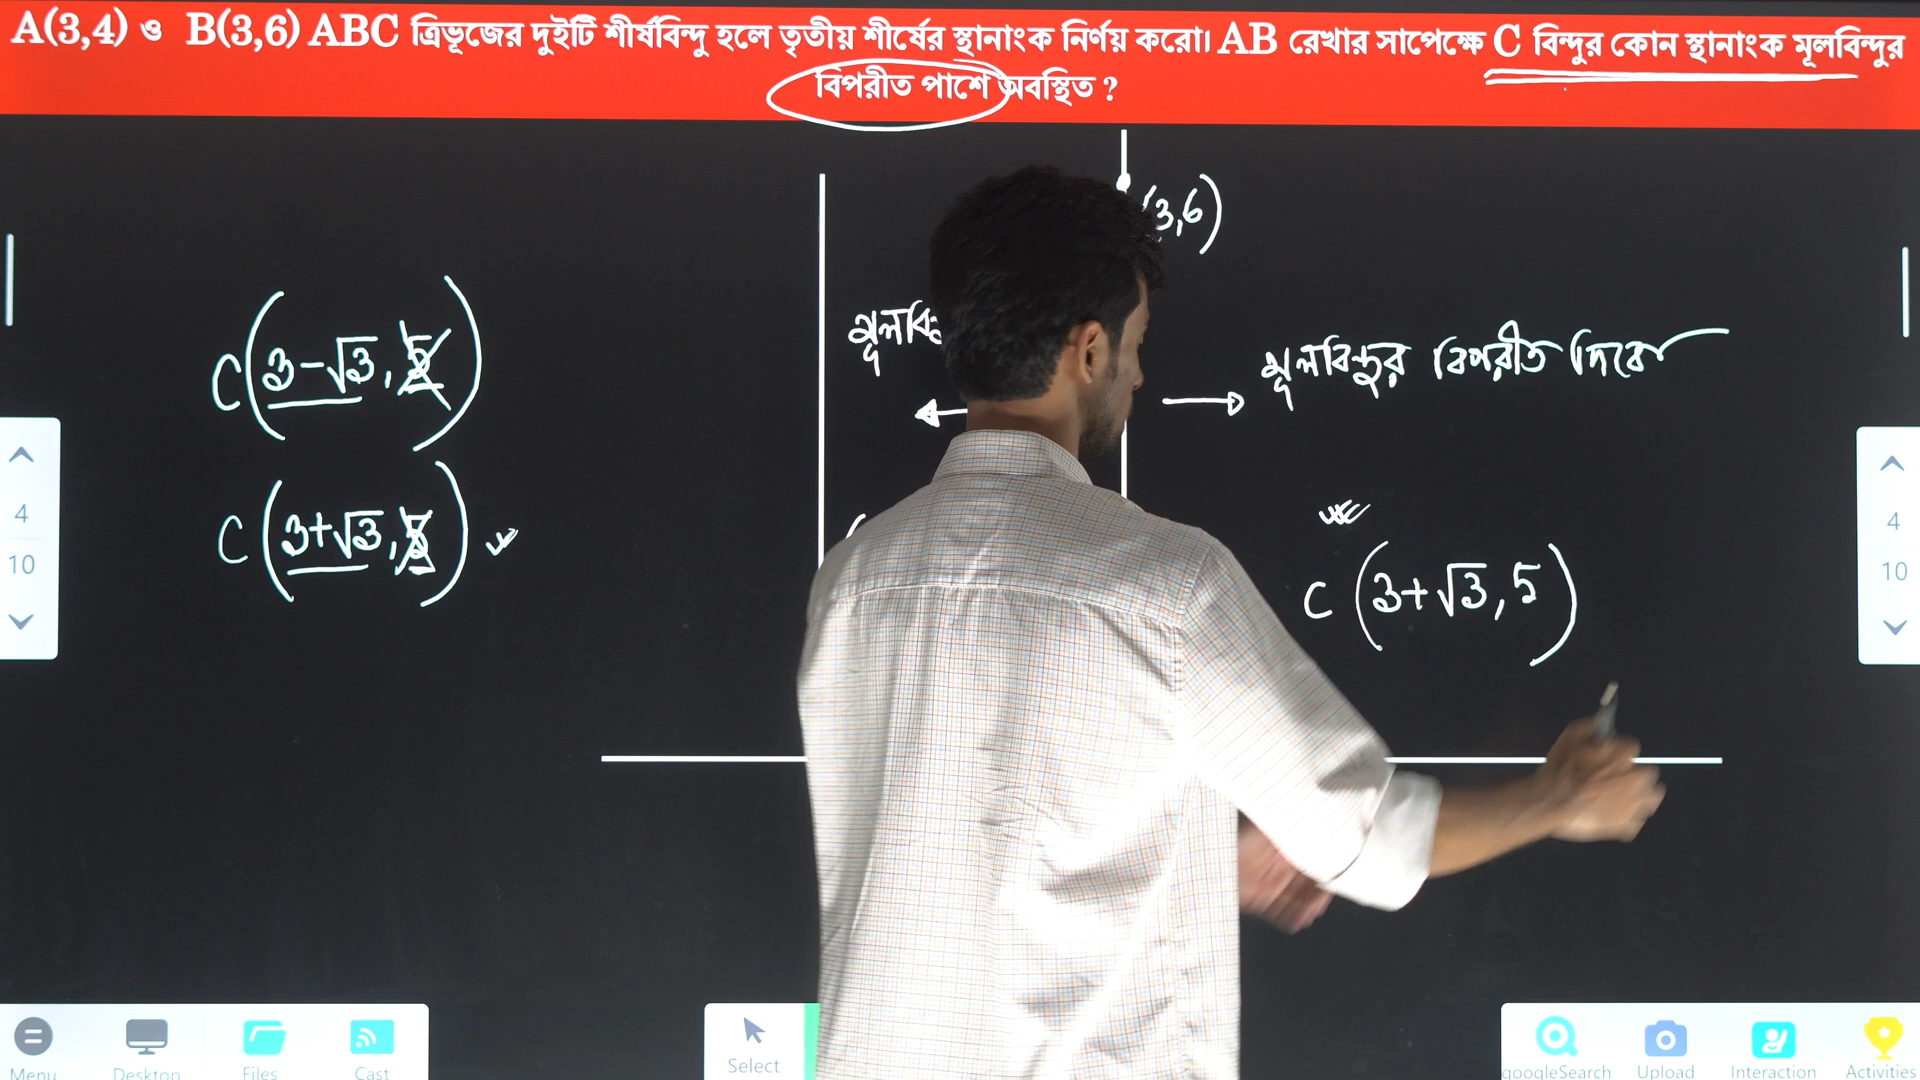 A(3,4) ও B(3,6) ABC ত্রিভূজের দুইটি শীর্ষবিন্দু হলে তৃতীয় শীর্ষের স্থানাংক নির্ণয় করো। AB রেখার সাপেক্ষে C বিন্দুর কোন স্থানাংক মূলবিন্দুর
বিপরীত পাশে অবস্থিত ?
(3,6)
মূলবি
মূলবিন্দুর বিপরীত দিকে
C(3-√3,
C(3+√3,
C(3+√3, 5)
4
10
4
10
Menu
Desktop
Files
Cast
Select
googleSearch
Upload
Interaction
Activities